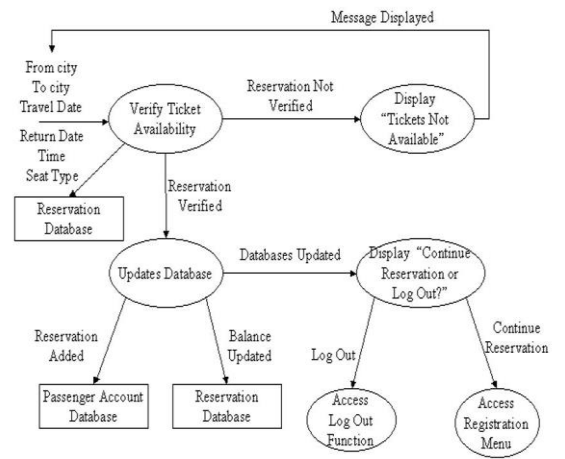 Message Displayed
From city
To city
Travel Date
Return Date
Time
Seat Type
Verify Ticket
Availability
Reservation Not
Verified
Display
“Tickets Not
Available”
Reservation
Database
Reservation
Verified
Updates Database
Databases Updated
Display “Continue
Reservation or
Log Out?”
Reservation
Added
Balance
Updated
Log Out
Continue
Reservation
Passenger Account
Database
Reservation
Database
Access
Log Out
Function
Access
Registration
Menu